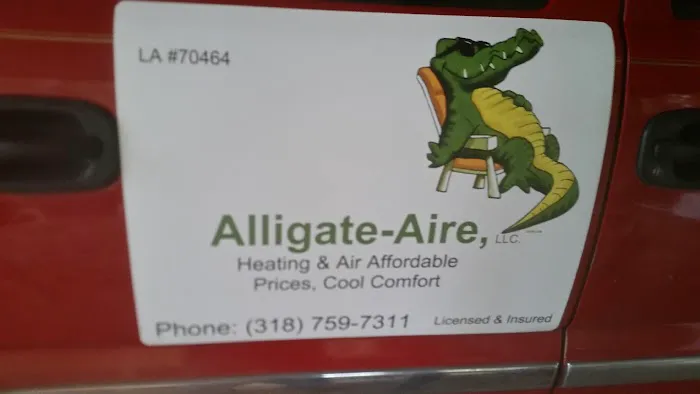 LA #70464
Alligate-Aire, LLC.
Heating & Air Affordable
Prices, Cool Comfort
Phone: (318) 759-7311 Licensed & Insured